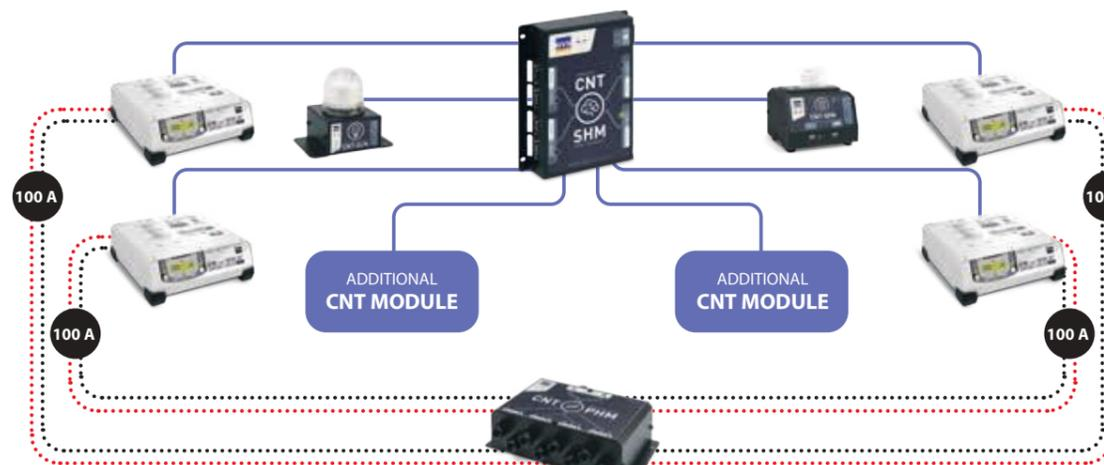 CNT
SHM
100 A
100 A
ADDITIONAL
CNT MODULE
ADDITIONAL
CNT MODULE
100 A
100 A
CNT PHM